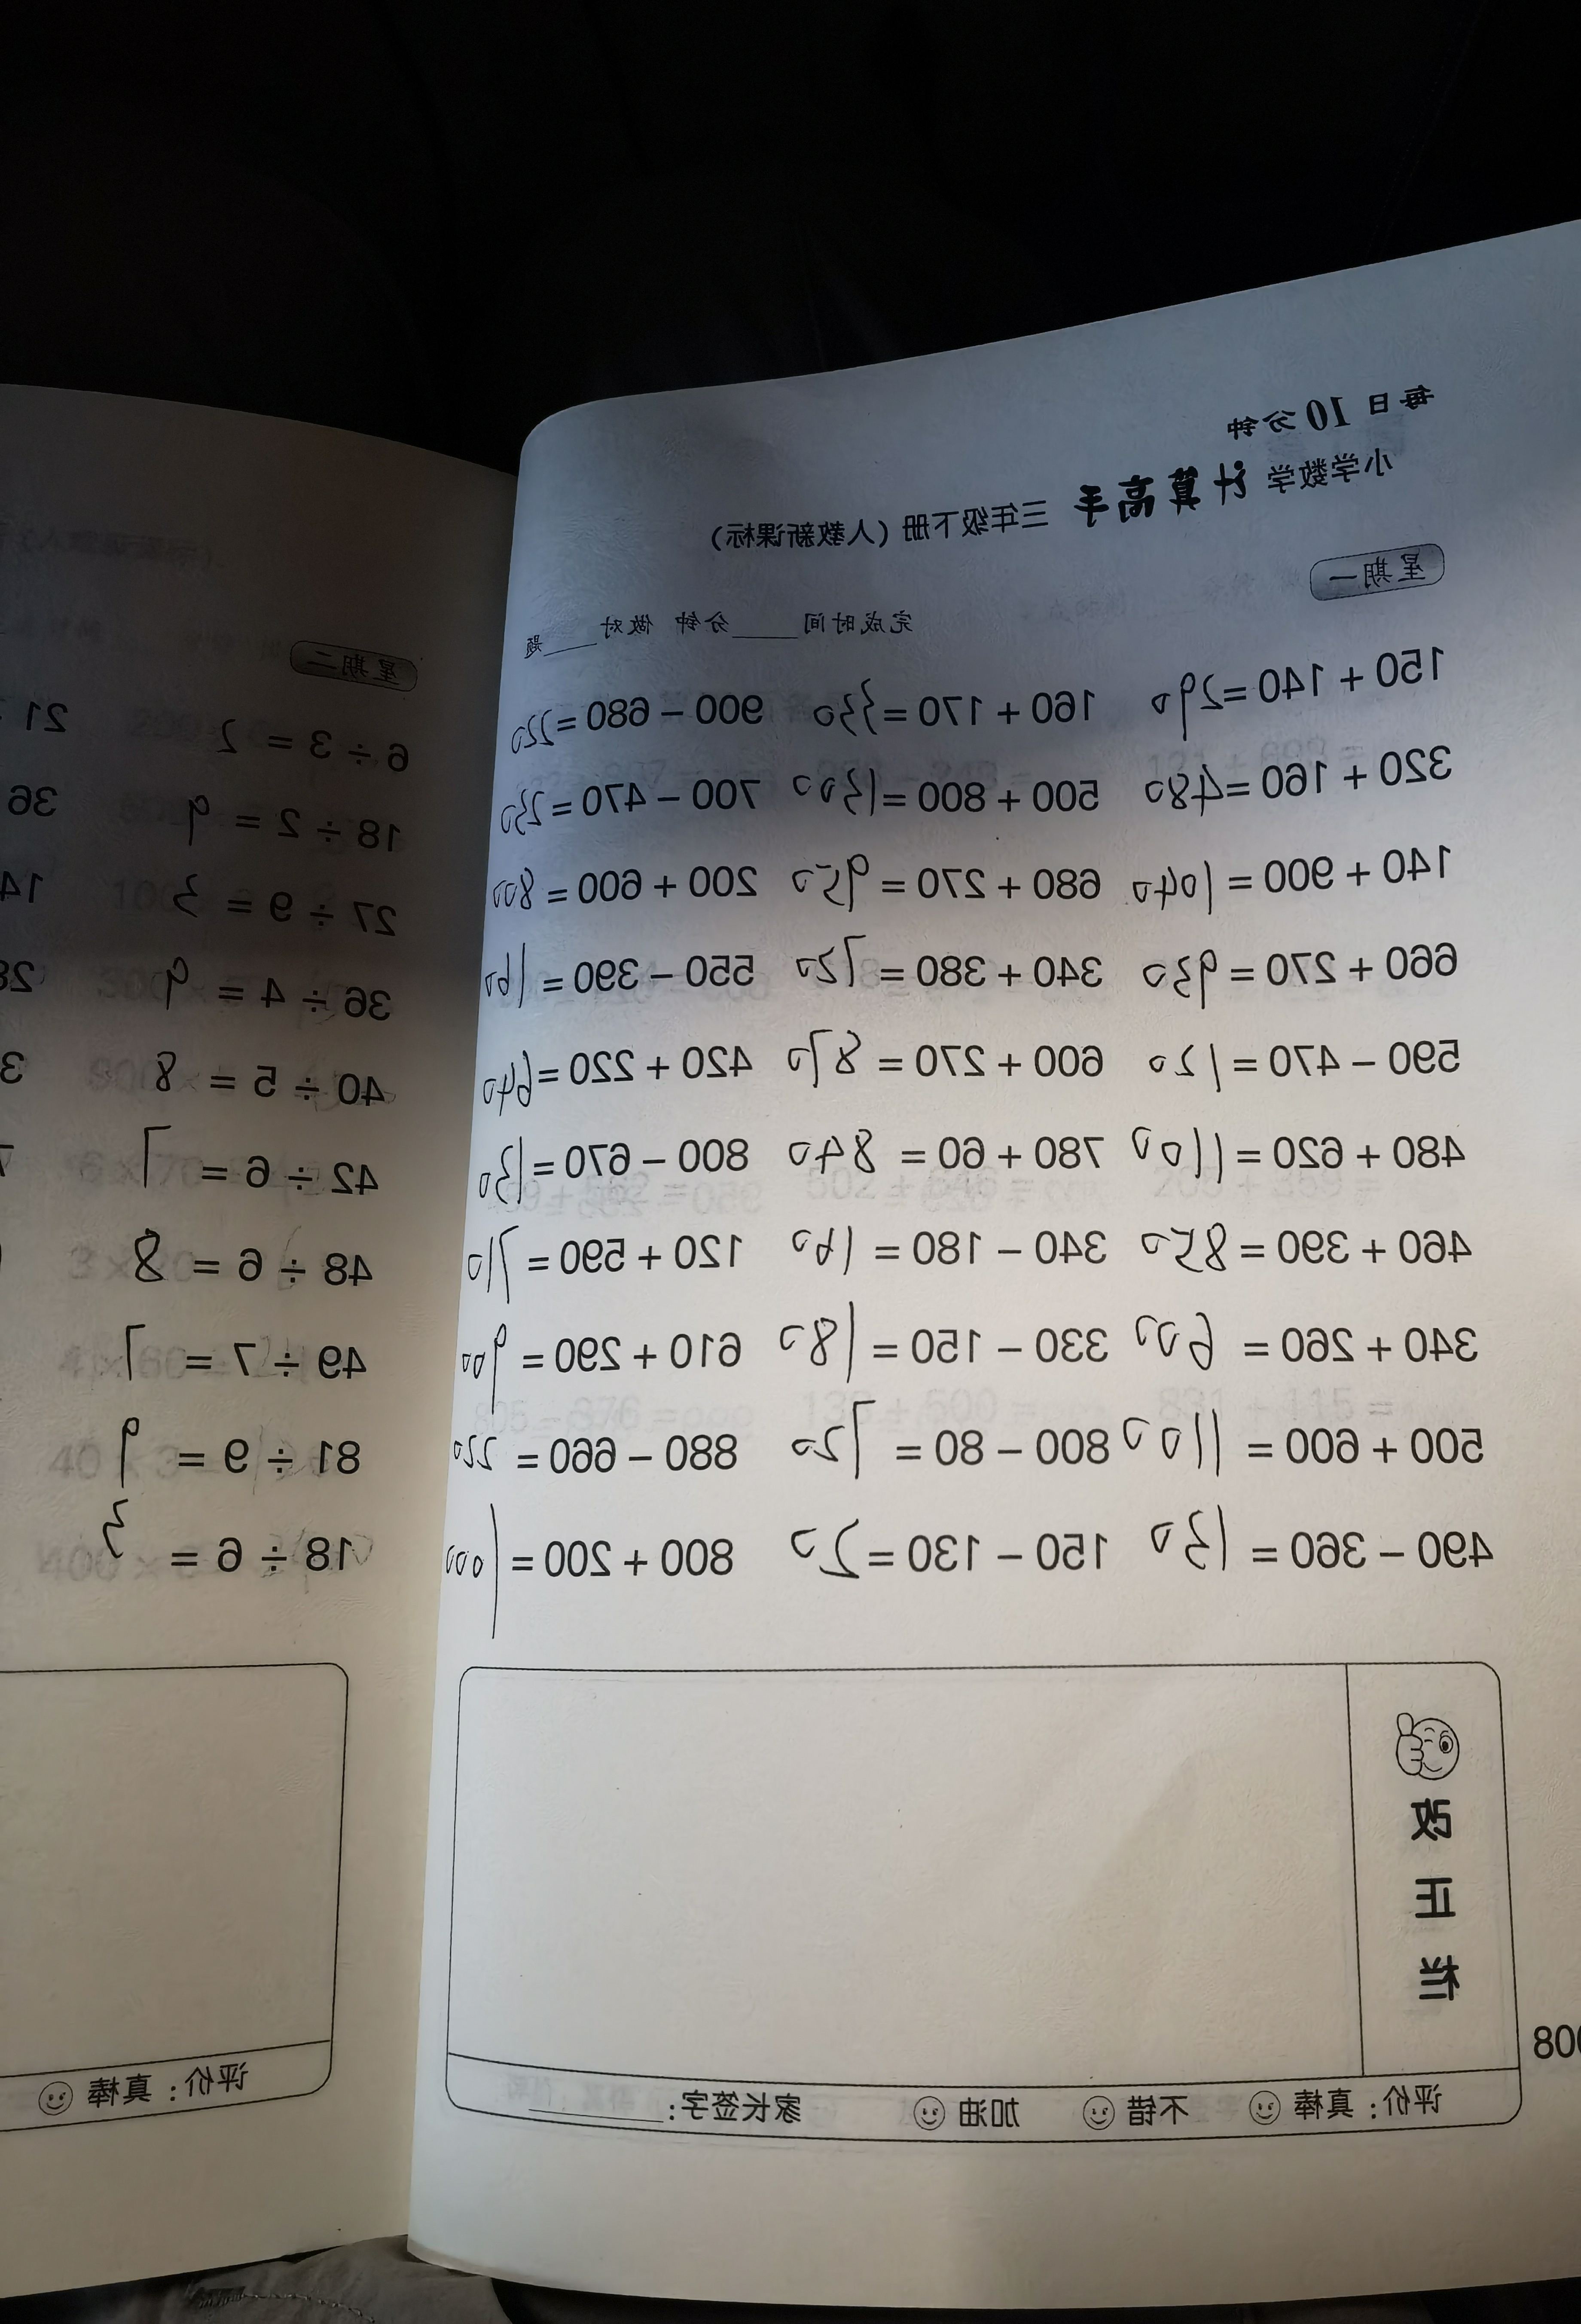 每日10分钟
小学数学 计算高手 三年级下册(人教新课标)
星期一
完成时间____分钟 做对____题
150+140=290 160+170=330 900-680=220
320+160=480 500+800=1300 700-470=230
140+900=1040 680+270=950 200+600=800
660+270=930 340+380=720 550-390=160
590-470=120 600+270=870 420+220=640
480+620=1100 780+60=840 800-670=130
460+390=850 340-180=160 120+590=710
340+260=600 330-150=180 610+290=900
500+600=1100 800-80=720 880-660=220
490-360=130 150-130=20 800+200=1000
改正栏
评价:真棒 不错 加油 家长签字:______
800
星期二
6÷3=2 21
18÷2=9 36
27÷9=3 14
36÷4=9 28
40÷5=8 3
42÷6=7 7
48÷6=8
49÷7=7
81÷9=9
18÷6=3
评价:真棒